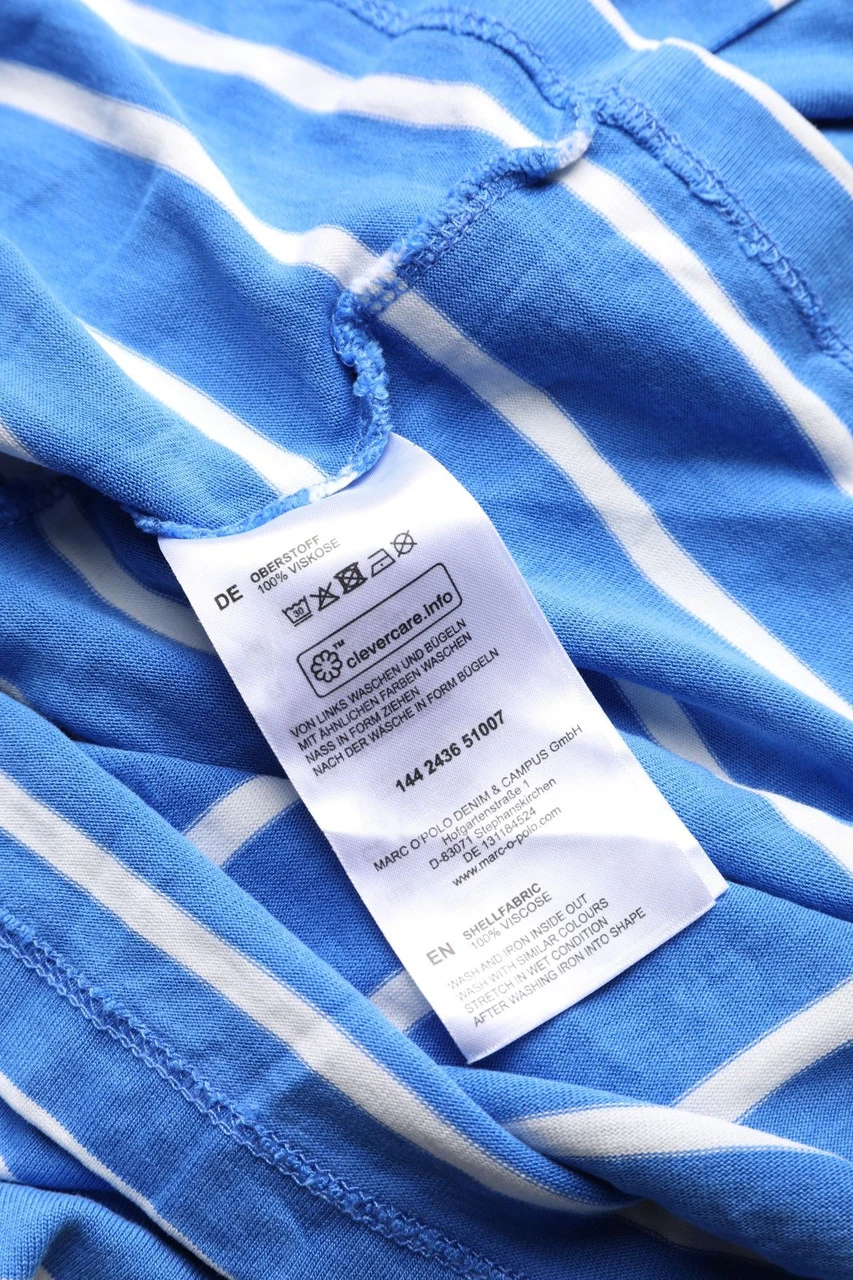 DE
OBERSTOFF
100% VISKOSE
30
™
clevercare.info
VON LINKS WASCHEN UND BÜGELN
MIT ÄHNLICHEN FARBEN WASCHEN
NASS IN FORM ZIEHEN
NACH DER WÄSCHE IN FORM BÜGELN
144 2436 51007
MARC O'POLO DENIM & CAMPUS GmbH
Hofgartenstraße 1
D-83071 Stephanskirchen
DE 131184524
www.marc-o-polo.com
EN
SHELLFABRIC
100% VISCOSE
WASH AND IRON INSIDE OUT
WASH WITH SIMILAR COLOURS
STRETCH IN WET CONDITION
AFTER WASHING IRON INTO SHAPE